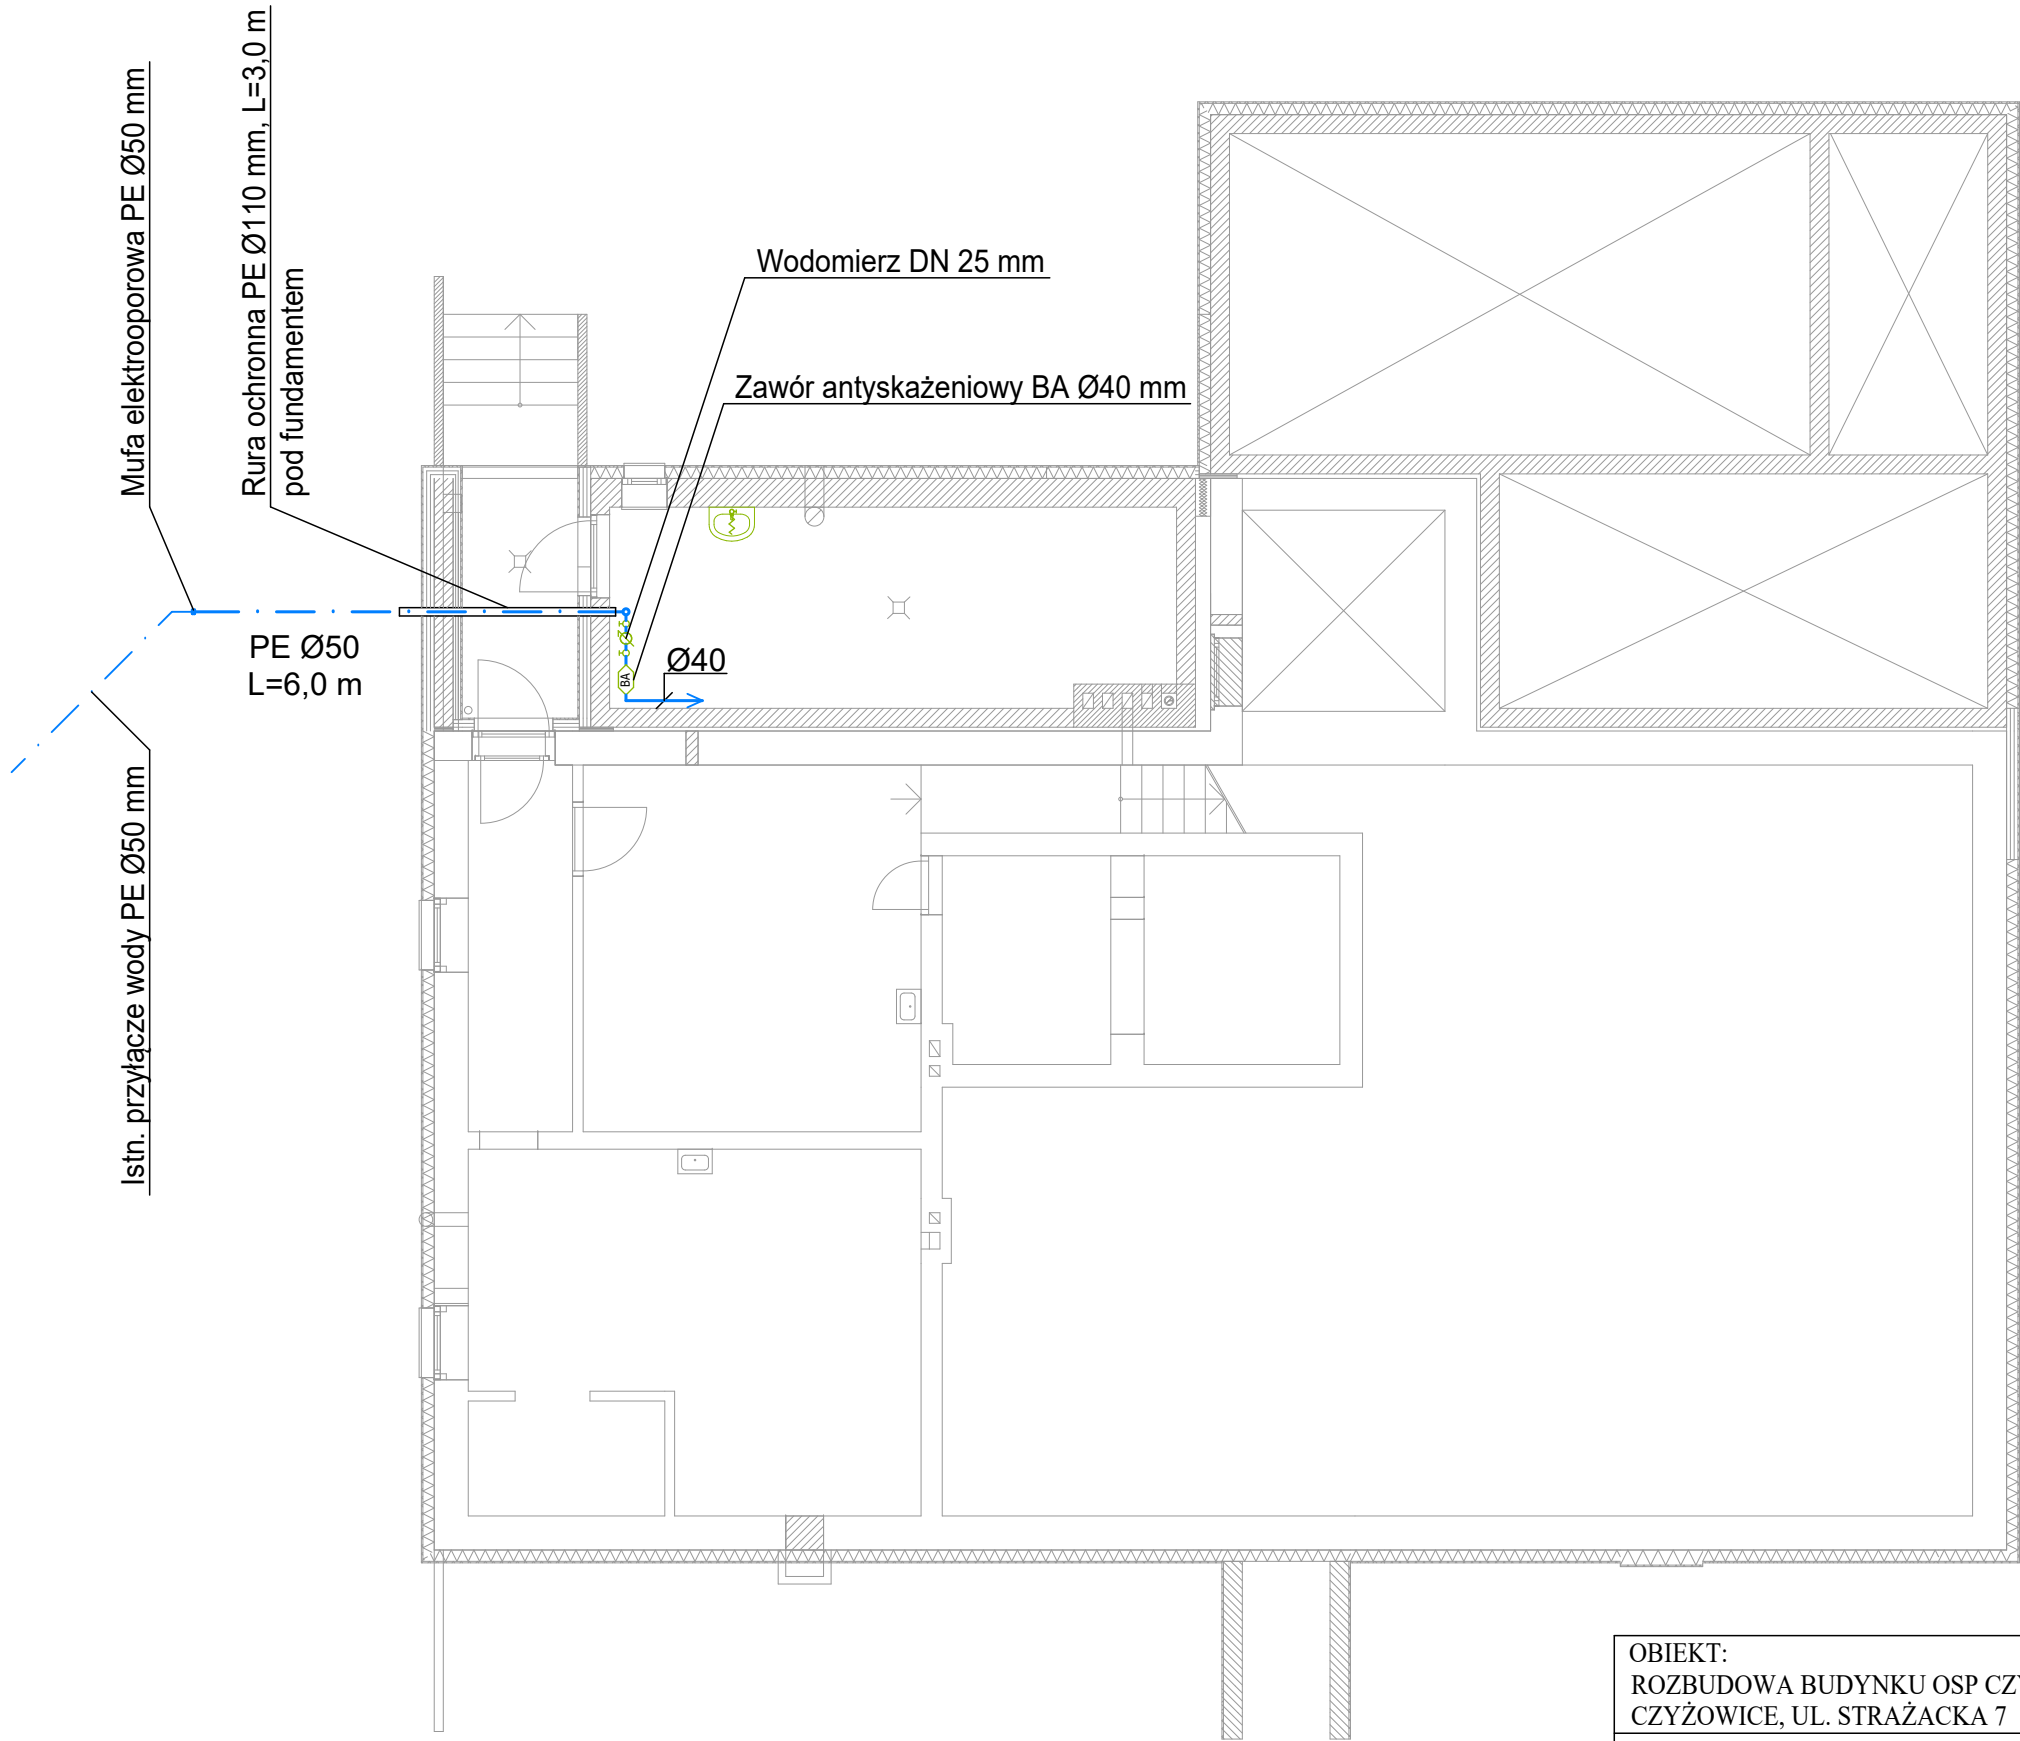 Mufa elektrooporowa PE Ø50 mm
Rura ochronna PE Ø110 mm, L=3,0 m
pod fundamentem
Wodomierz DN 25 mm
Zawór antyskażeniowy BA Ø40 mm
PE Ø50
L=6,0 m
Ø40
BA
Istn. przyłącze wody PE Ø50 mm
OBIEKT:
ROZBUDOWA BUDYNKU OSP
CZYŻOWICE, UL. STRAŻACKA 7